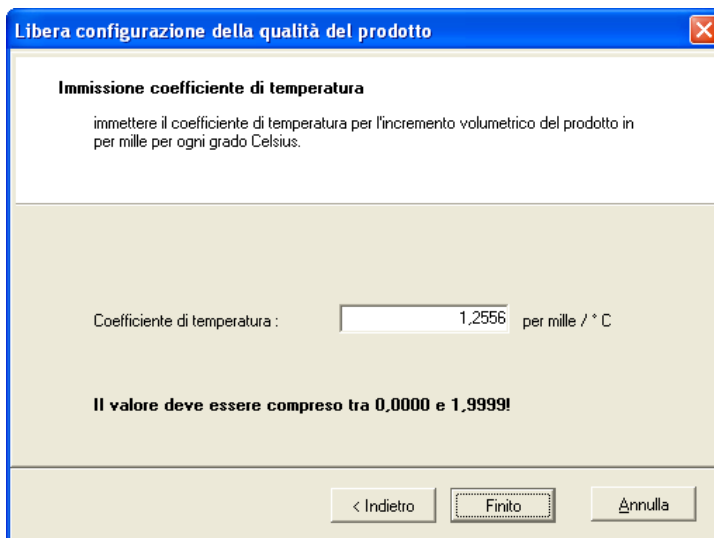 Libera configurazione della qualità del prodotto
Immissione coefficiente di temperatura
immettere il coefficiente di temperatura per l'incremento volumetrico del prodotto in
per mille per ogni grado Celsius.
Coefficiente di temperatura : 1,2556 per mille / ° C
Il valore deve essere compreso tra 0,0000 e 1,9999!
< Indietro Finito Annulla